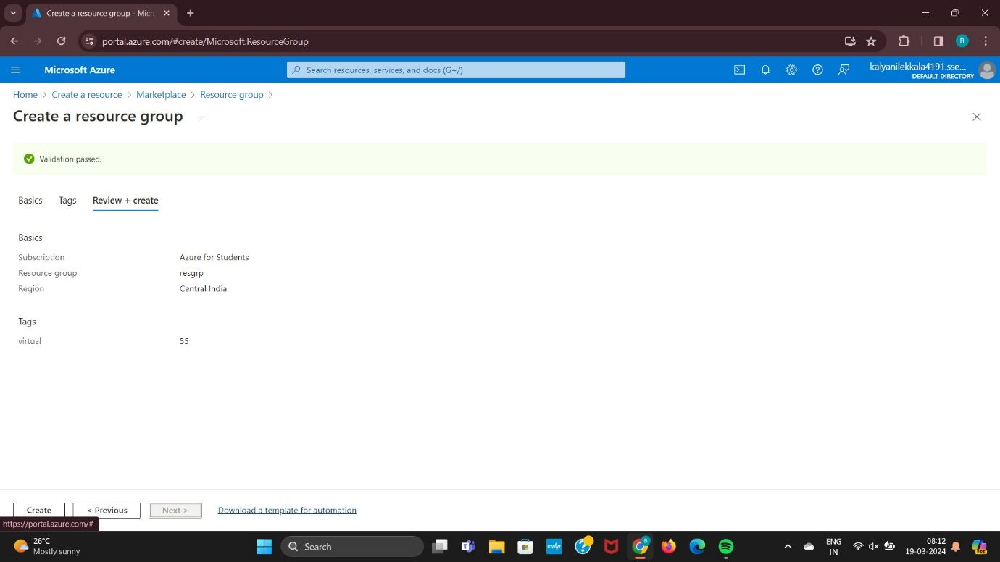 Create a resource group - Micr
portal.azure.com/#create/Microsoft.ResourceGroup
B
Microsoft Azure
Search resources, services, and docs (G+/)
kalyanilekkala4191.sse...
DEFAULT DIRECTORY
Home > Create a resource > Marketplace > Resource group >
Create a resource group ...
Validation passed.
Basics Tags Review + create
Basics
Subscription Azure for Students
Resource group resgrp
Region Central India
Tags
virtual 55
Create < Previous Next > Download a template for automation
https://portal.azure.com/#
26°C
Mostly sunny
Search
myhp
B
ENG
IN
08:12
19-03-2024
PRE